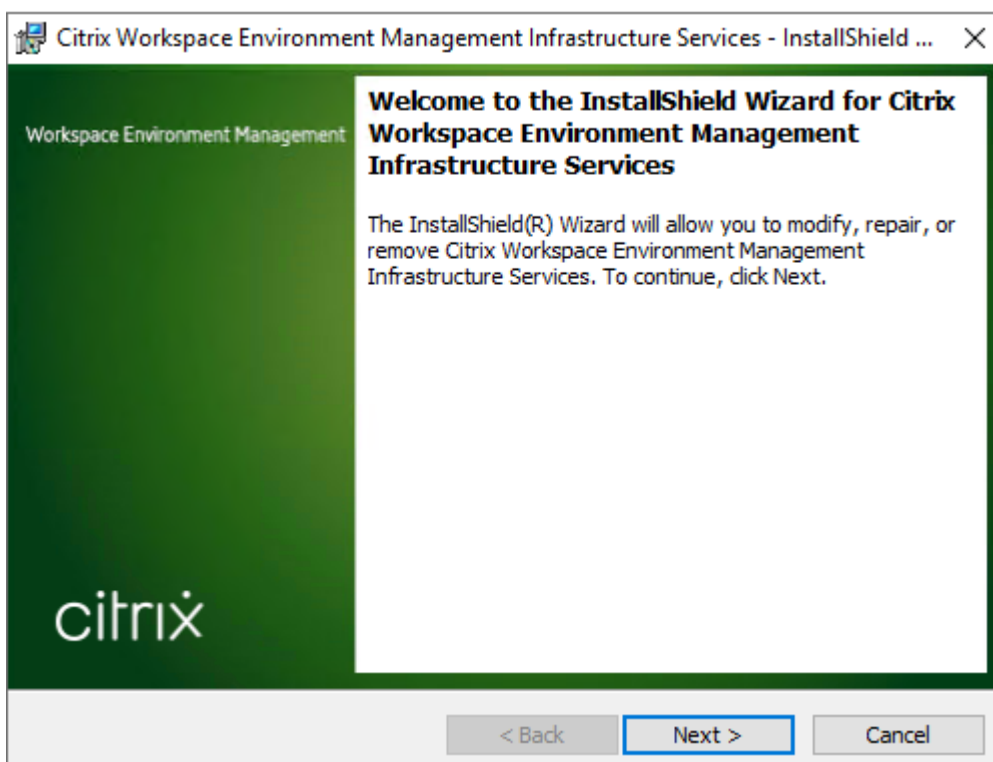 Citrix Workspace Environment Management Infrastructure Services - InstallShield ...
Workspace Environment Management
Welcome to the InstallShield Wizard for Citrix
Workspace Environment Management
Infrastructure Services
The InstallShield(R) Wizard will allow you to modify, repair, or
remove Citrix Workspace Environment Management
Infrastructure Services. To continue, click Next.
citrix
< Back
Next >
Cancel